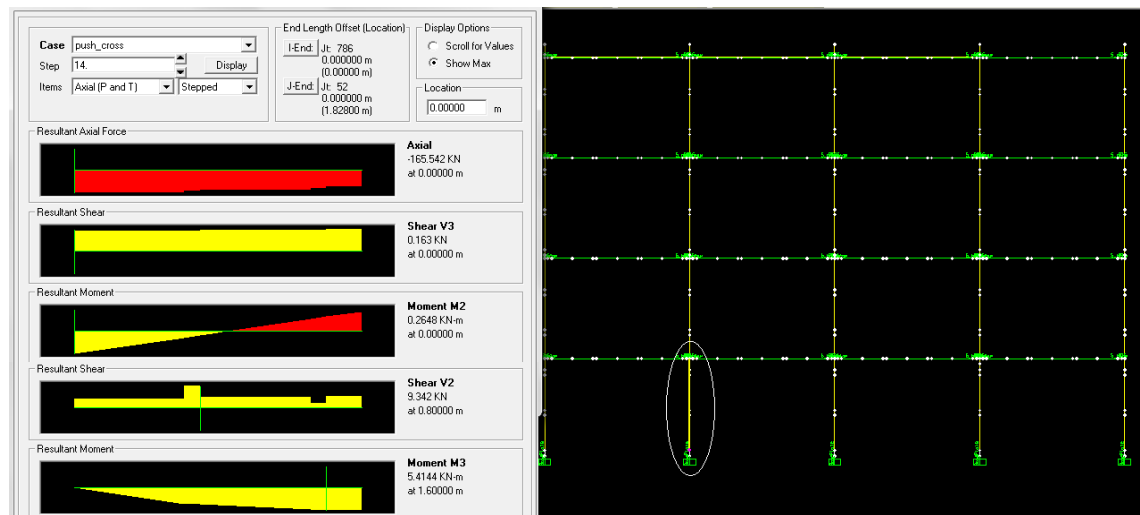 Case push_cross
Step 14. Display
Items Axial (P and T) Stepped
End Length Offset (Location)
I-End: Jt: 786
0.000000 m
(0.00000 m)
J-End: Jt: 52
0.000000 m
(1.82800 m)
Display Options
Scroll for Values
Show Max
Location
0.00000 m
Resultant Axial Force
Axial
-165.542 KN
at 0.00000 m
Resultant Shear
Shear V3
0.163 KN
at 0.00000 m
Resultant Moment
Moment M2
0.2648 KN-m
at 0.00000 m
Resultant Shear
Shear V2
9.342 KN
at 0.80000 m
Resultant Moment
Moment M3
5.4144 KN-m
at 1.60000 m